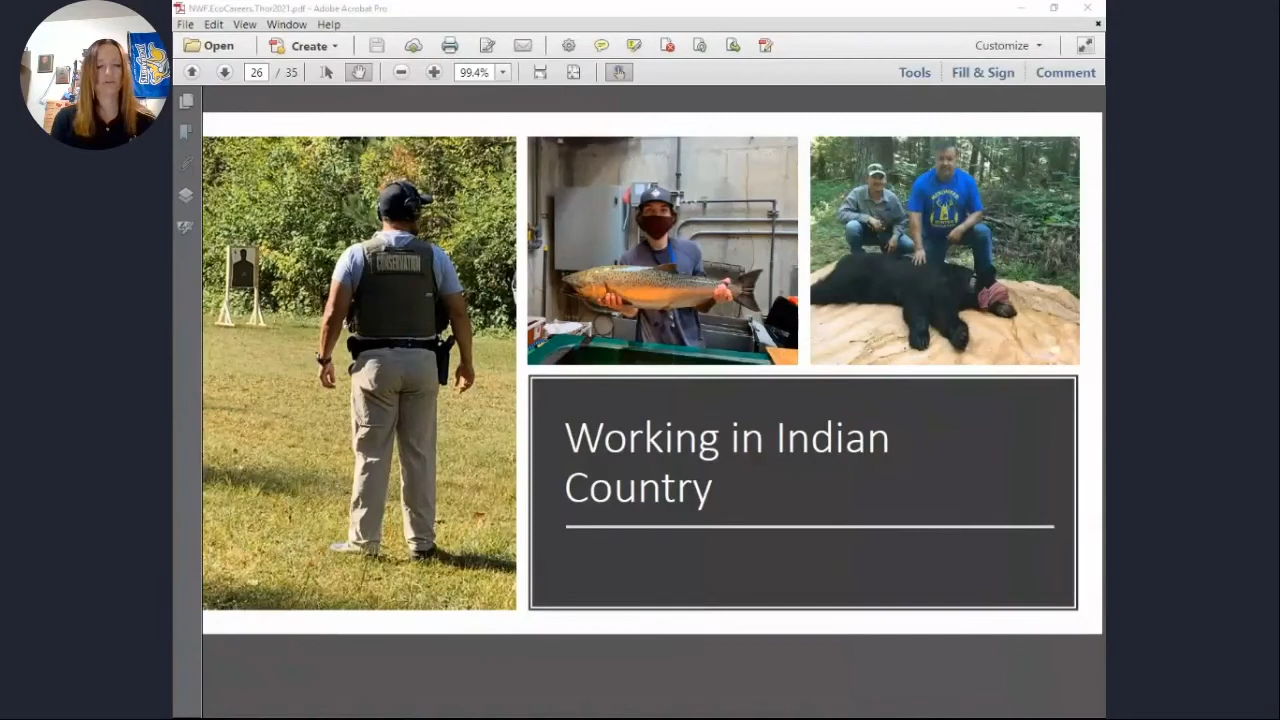 NWF.EcoCareers.Thor2021.pdf - Adobe Acrobat Pro
File Edit View Window Help
Open Create Customize
26 / 35 99.4% Tools Fill & Sign Comment
CONSERVATION
Working in Indian
Country